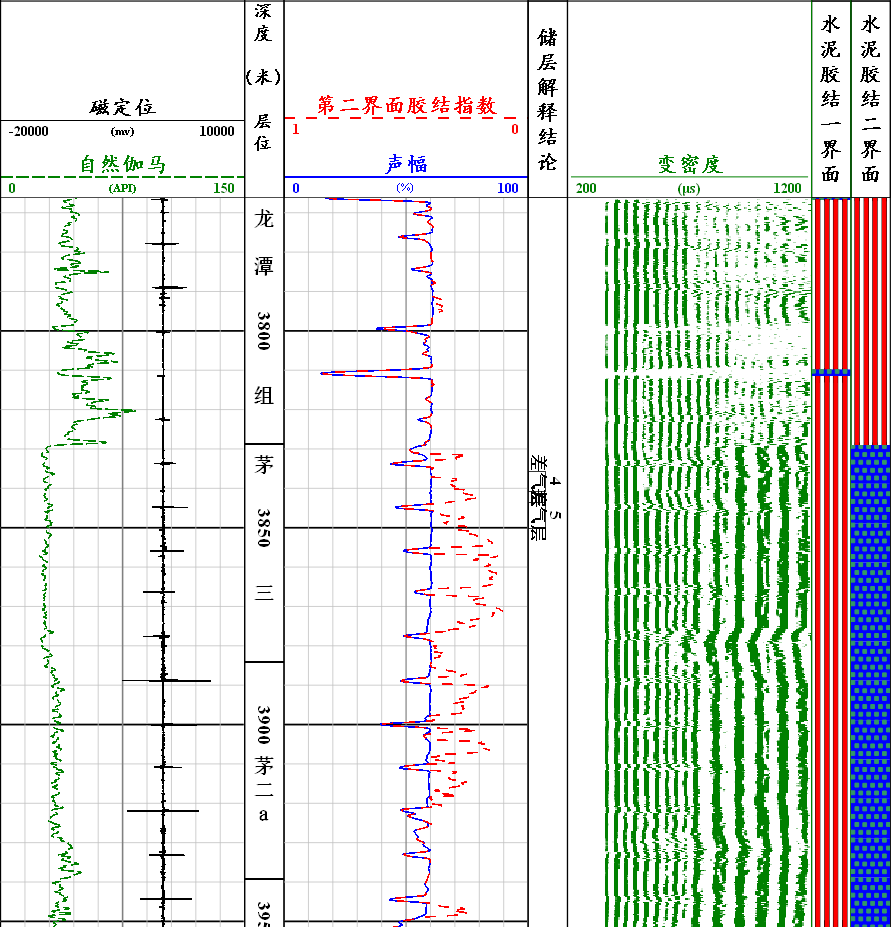 磁定位
-20000 (mv) 10000
自然伽马
0 (API) 150
深度
(米)
层位
第二界面胶结指数
1 0
声幅
0 (%) 100
储层解释结论
变密度
200 (μs) 1200
水泥胶结一界面
水泥胶结二界面
龙潭
3800
组
茅
3850
三
3900
茅二a
395
4
差气层
5
差气层